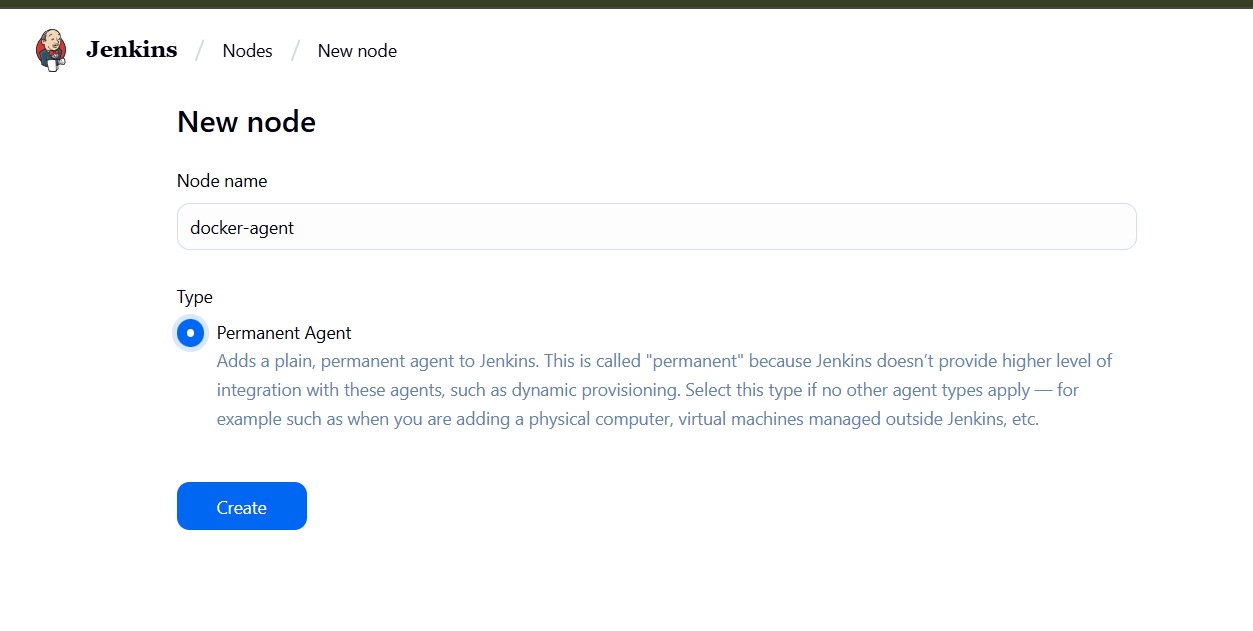 Jenkins / Nodes / New node
New node
Node name
docker-agent
Type
Permanent Agent
Adds a plain, permanent agent to Jenkins. This is called "permanent" because Jenkins doesn’t provide higher level of
integration with these agents, such as dynamic provisioning. Select this type if no other agent types apply — for
example such as when you are adding a physical computer, virtual machines managed outside Jenkins, etc.
Create